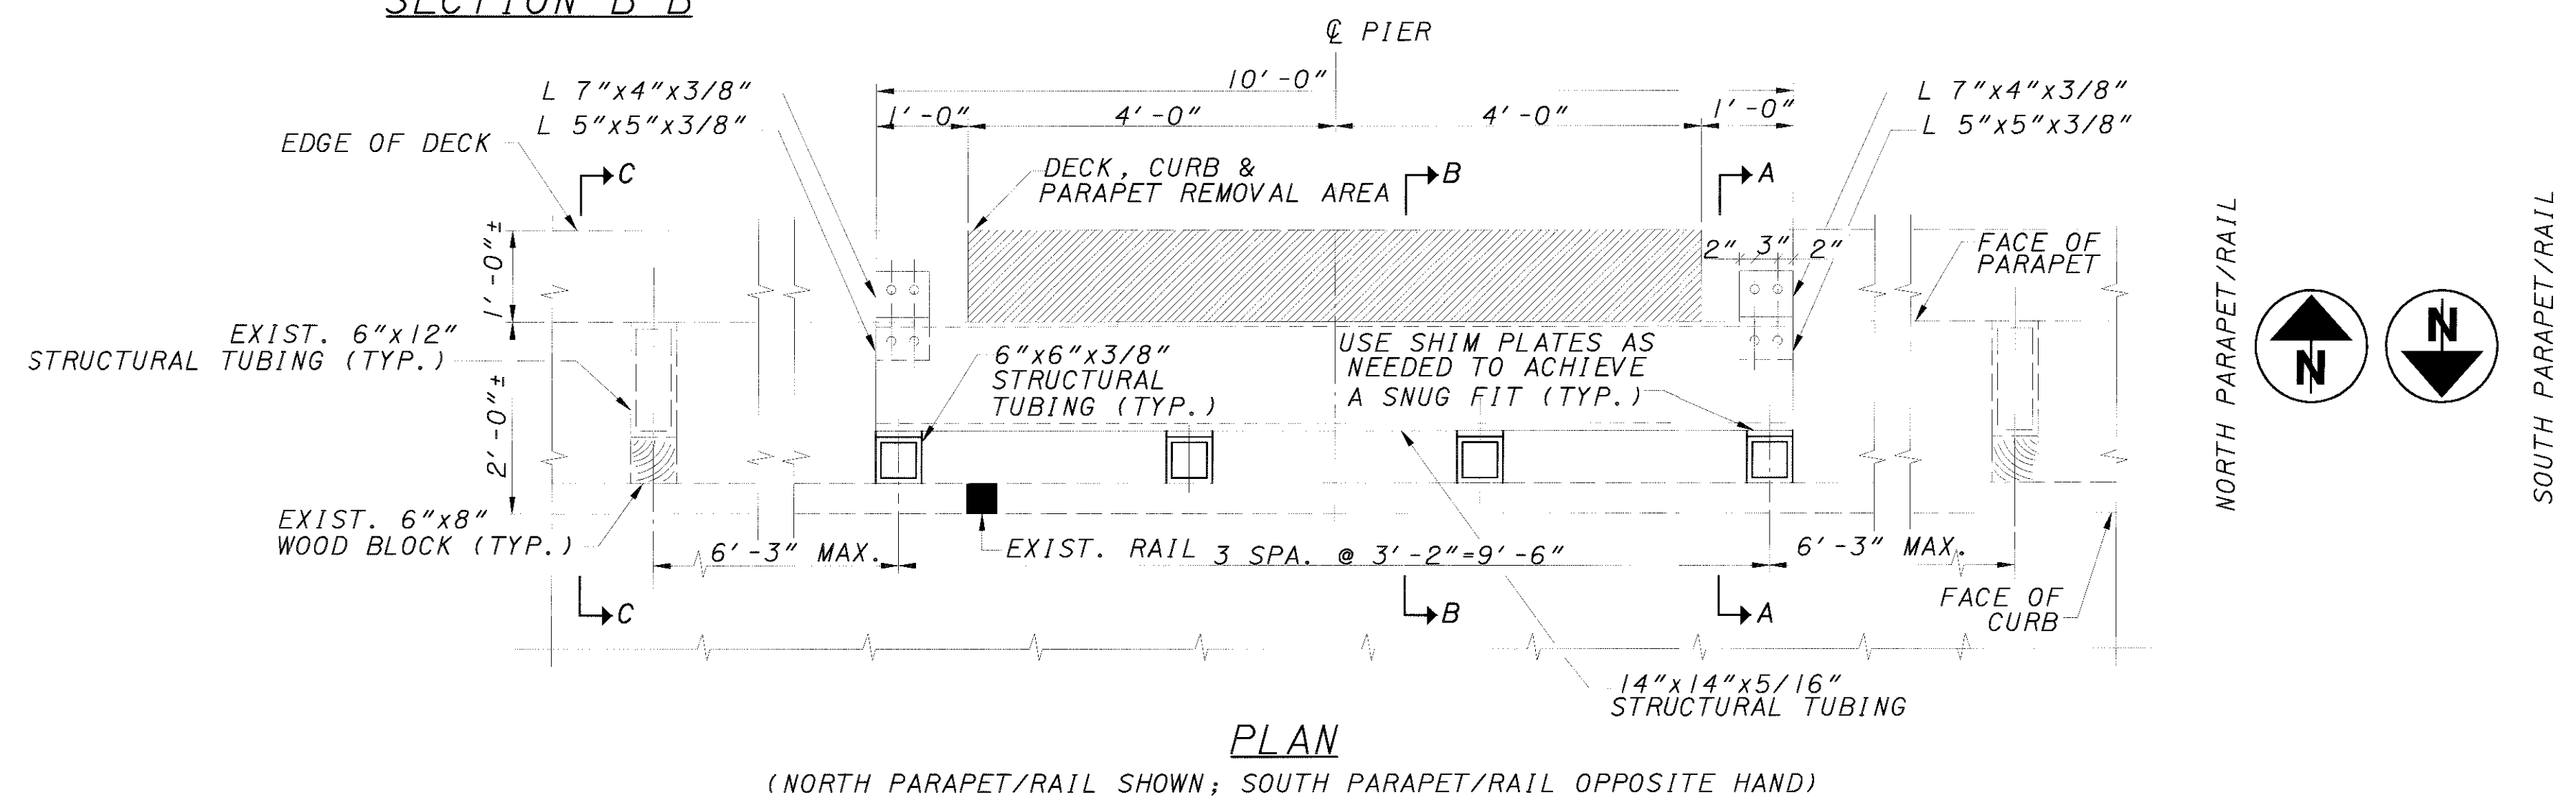 SECTION B-B
℄ PIER
10'-0"
1'-0"
4'-0"
4'-0"
1'-0"
L 7"x4"x3/8"
L 5"x5"x3/8"
L 7"x4"x3/8"
L 5"x5"x3/8"
EDGE OF DECK
C
DECK, CURB &
PARAPET REMOVAL AREA
B
A
1'-0"±
2" 3" 2"
FACE OF
PARAPET
EXIST. 6"x12"
STRUCTURAL TUBING (TYP.)
6"x6"x3/8"
STRUCTURAL
TUBING (TYP.)
USE SHIM PLATES AS
NEEDED TO ACHIEVE
A SNUG FIT (TYP.)
NORTH PARAPET/RAIL
N
N
SOUTH PARAPET/RAIL
2'-0"±
EXIST. 6"x8"
WOOD BLOCK (TYP.)
6'-3" MAX.
EXIST. RAIL
3 SPA. @ 3'-2"=9'-6"
6'-3" MAX.
FACE OF
CURB
C
B
A
14"x14"x5/16"
STRUCTURAL TUBING
PLAN
(NORTH PARAPET/RAIL SHOWN; SOUTH PARAPET/RAIL OPPOSITE HAND)